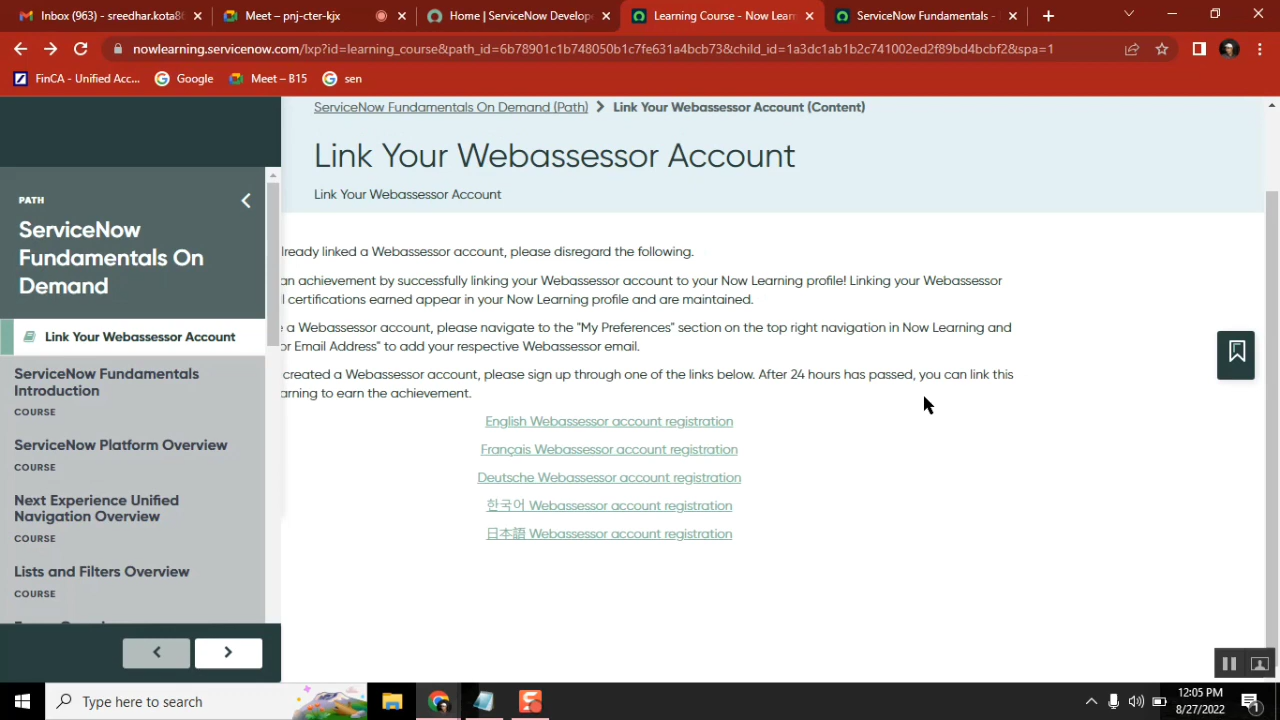 Inbox (963) - sreedhar.kota8
Meet – pnj-cter-kjx
Home | ServiceNow Develop
Learning Course - Now Lear
ServiceNow Fundamentals -
nowlearning.servicenow.com/lxp?id=learning_course&path_id=6b78901c1b748050b1c7fe631a4bcb73&child_id=1a3dc1ab1b2c741002ed2f89bd4bcbf2&spa=1
FinCA - Unified Acc...
Google
Meet – B15
sen
ServiceNow Fundamentals On Demand (Path) > Link Your Webassessor Account (Content)
Link Your Webassessor Account
Link Your Webassessor Account
PATH
ServiceNow
Fundamentals On
Demand
Link Your Webassessor Account
ServiceNow Fundamentals
Introduction
COURSE
ServiceNow Platform Overview
COURSE
Next Experience Unified
Navigation Overview
COURSE
Lists and Filters Overview
COURSE
lready linked a Webassessor account, please disregard the following.
an achievement by successfully linking your Webassessor account to your Now Learning profile! Linking your Webassessor
l certifications earned appear in your Now Learning profile and are maintained.
e a Webassessor account, please navigate to the "My Preferences" section on the top right navigation in Now Learning and
or Email Address" to add your respective Webassessor email.
created a Webassessor account, please sign up through one of the links below. After 24 hours has passed, you can link this
arning to earn the achievement.
English Webassessor account registration
Français Webassessor account registration
Deutsche Webassessor account registration
한국어 Webassessor account registration
日本語 Webassessor account registration
Type here to search
12:05 PM
8/27/2022
1